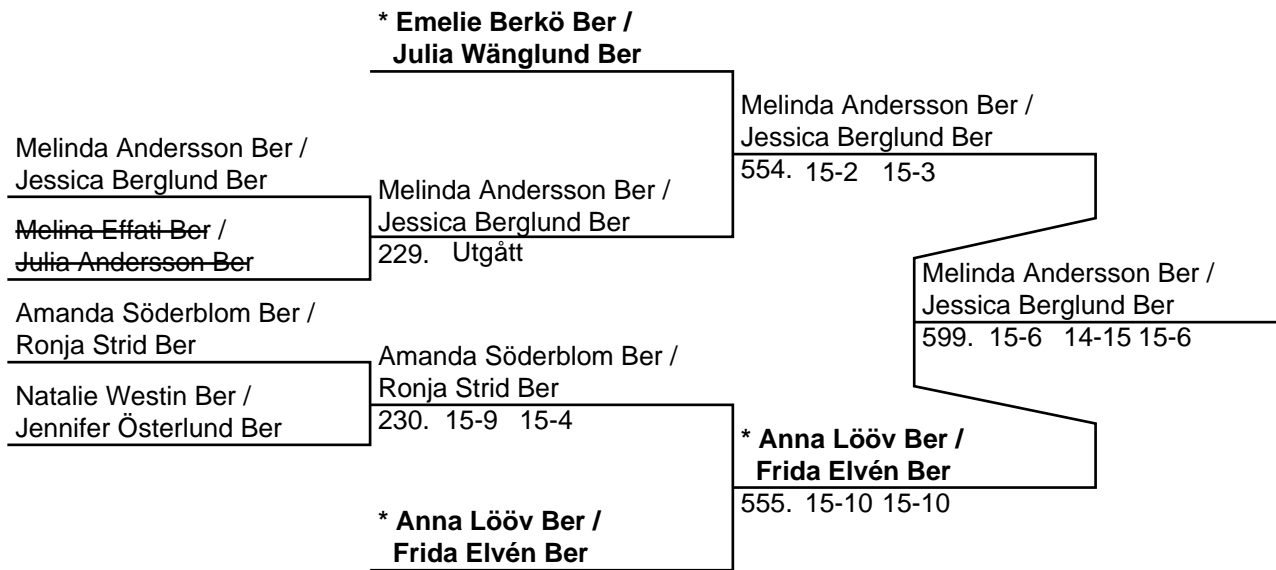 * Emelie Berkö Ber /
Julia Wänglund Ber
Melinda Andersson Ber /
Jessica Berglund Ber
554. 15-2 15-3
Melinda Andersson Ber /
Jessica Berglund Ber
Melinda Andersson Ber /
Jessica Berglund Ber
229. Utgått
Melina Effati Ber /
Julia Andersson Ber
Melinda Andersson Ber /
Jessica Berglund Ber
599. 15-6 14-15 15-6
Amanda Söderblom Ber /
Ronja Strid Ber
Amanda Söderblom Ber /
Ronja Strid Ber
230. 15-9 15-4
Natalie Westin Ber /
Jennifer Österlund Ber
* Anna Lööv Ber /
Frida Elvén Ber
555. 15-10 15-10
* Anna Lööv Ber /
Frida Elvén Ber